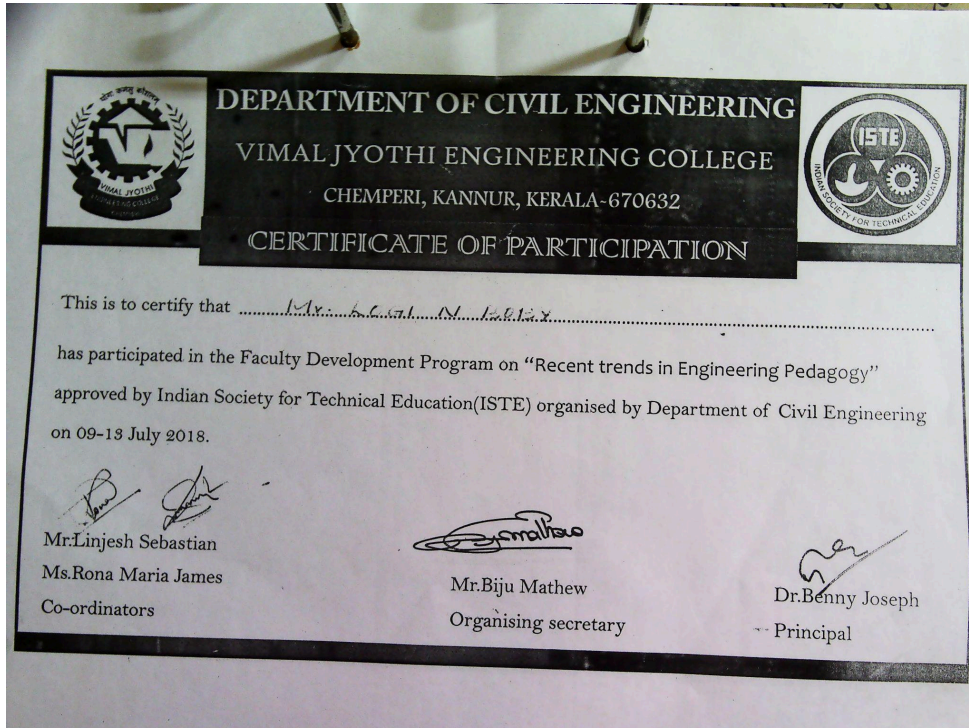 DEPARTMENT OF CIVIL ENGINEERING
VIMAL JYOTHI ENGINEERING COLLEGE
CHEMPERI, KANNUR, KERALA-670632
CERTIFICATE OF PARTICIPATION
VIMAL JYOTHI
ENGINEERING COLLEGE
ISTE
INDIAN SOCIETY FOR TECHNICAL EDUCATION
This is to certify that Mr. N
has participated in the Faculty Development Program on “Recent trends in Engineering Pedagogy”
approved by Indian Society for Technical Education(ISTE) organised by Department of Civil Engineering
on 09-13 July 2018.
Mr.Linjesh Sebastian
Ms.Rona Maria James
Co-ordinators
Mr.Biju Mathew
Organising secretary
Dr.Benny Joseph
Principal